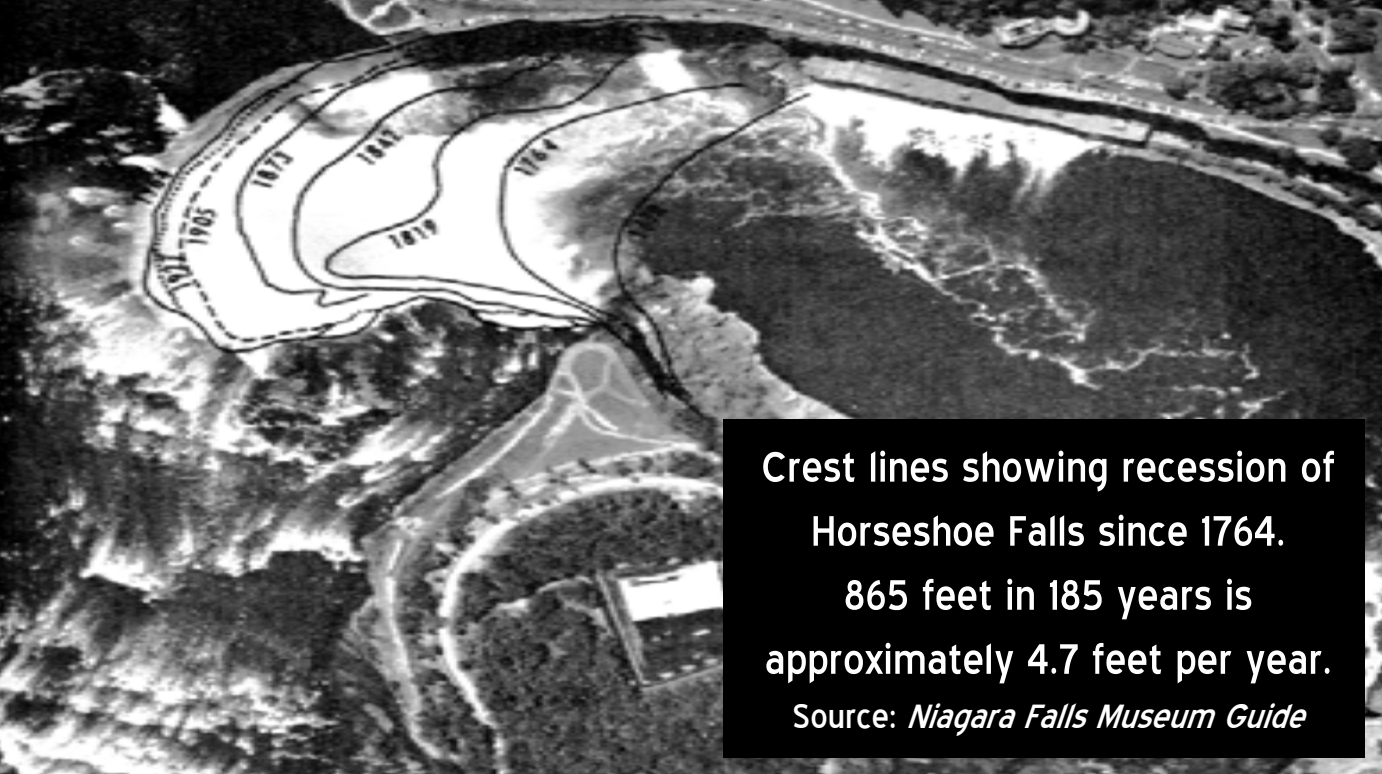 1764
1842
1873
1905
1927
1819
Crest lines showing recession of
Horseshoe Falls since 1764.
865 feet in 185 years is
approximately 4.7 feet per year.
Source: Niagara Falls Museum Guide